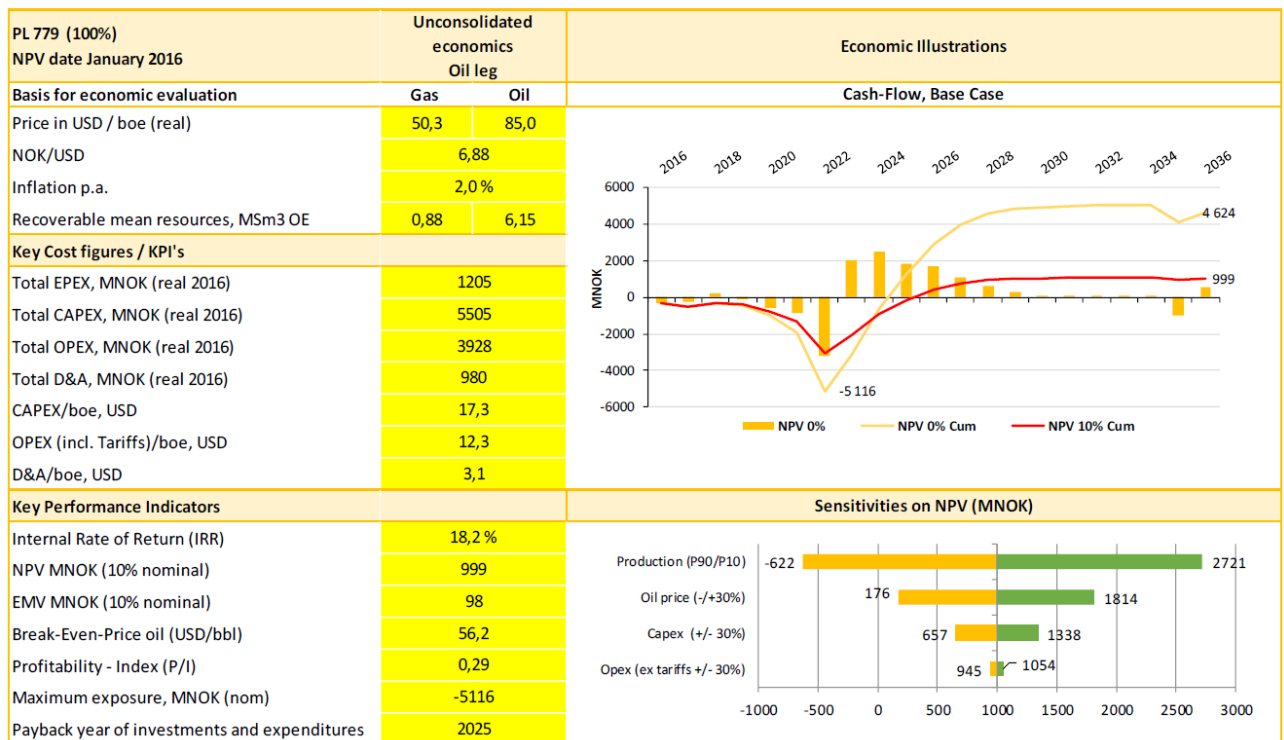 PL 779 (100%)
NPV date January 2016
Unconsolidated
economics
Oil leg
Economic Illustrations
Basis for economic evaluation Gas Oil
Cash-Flow, Base Case
Price in USD / boe (real) 50,3 85,0
NOK/USD 6,88
Inflation p.a. 2,0 %
Recoverable mean resources, MSm3 OE 0,88 6,15
Key Cost figures / KPI's
Total EPEX, MNOK (real 2016) 1205
Total CAPEX, MNOK (real 2016) 5505
Total OPEX, MNOK (real 2016) 3928
Total D&A, MNOK (real 2016) 980
CAPEX/boe, USD 17,3
OPEX (incl. Tariffs)/boe, USD 12,3
D&A/boe, USD 3,1
2016 2018 2020 2022 2024 2026 2028 2030 2032 2034 2036
MNOK
6000
4000
2000
0
-2000
-4000
-6000
4 624
999
-5 116
NPV 0% NPV 0% Cum NPV 10% Cum
Key Performance Indicators
Internal Rate of Return (IRR) 18,2 %
NPV MNOK (10% nominal) 999
EMV MNOK (10% nominal) 98
Break-Even-Price oil (USD/bbl) 56,2
Profitability - Index (P/I) 0,29
Maximum exposure, MNOK (nom) -5116
Payback year of investments and expenditures 2025
Sensitivities on NPV (MNOK)
Production (P90/P10) -622 2721
Oil price (-/+30%) 176 1814
Capex (+/- 30%) 657 1338
Opex (ex tariffs +/- 30%) 945 1054
-1000 -500 0 500 1000 1500 2000 2500 3000